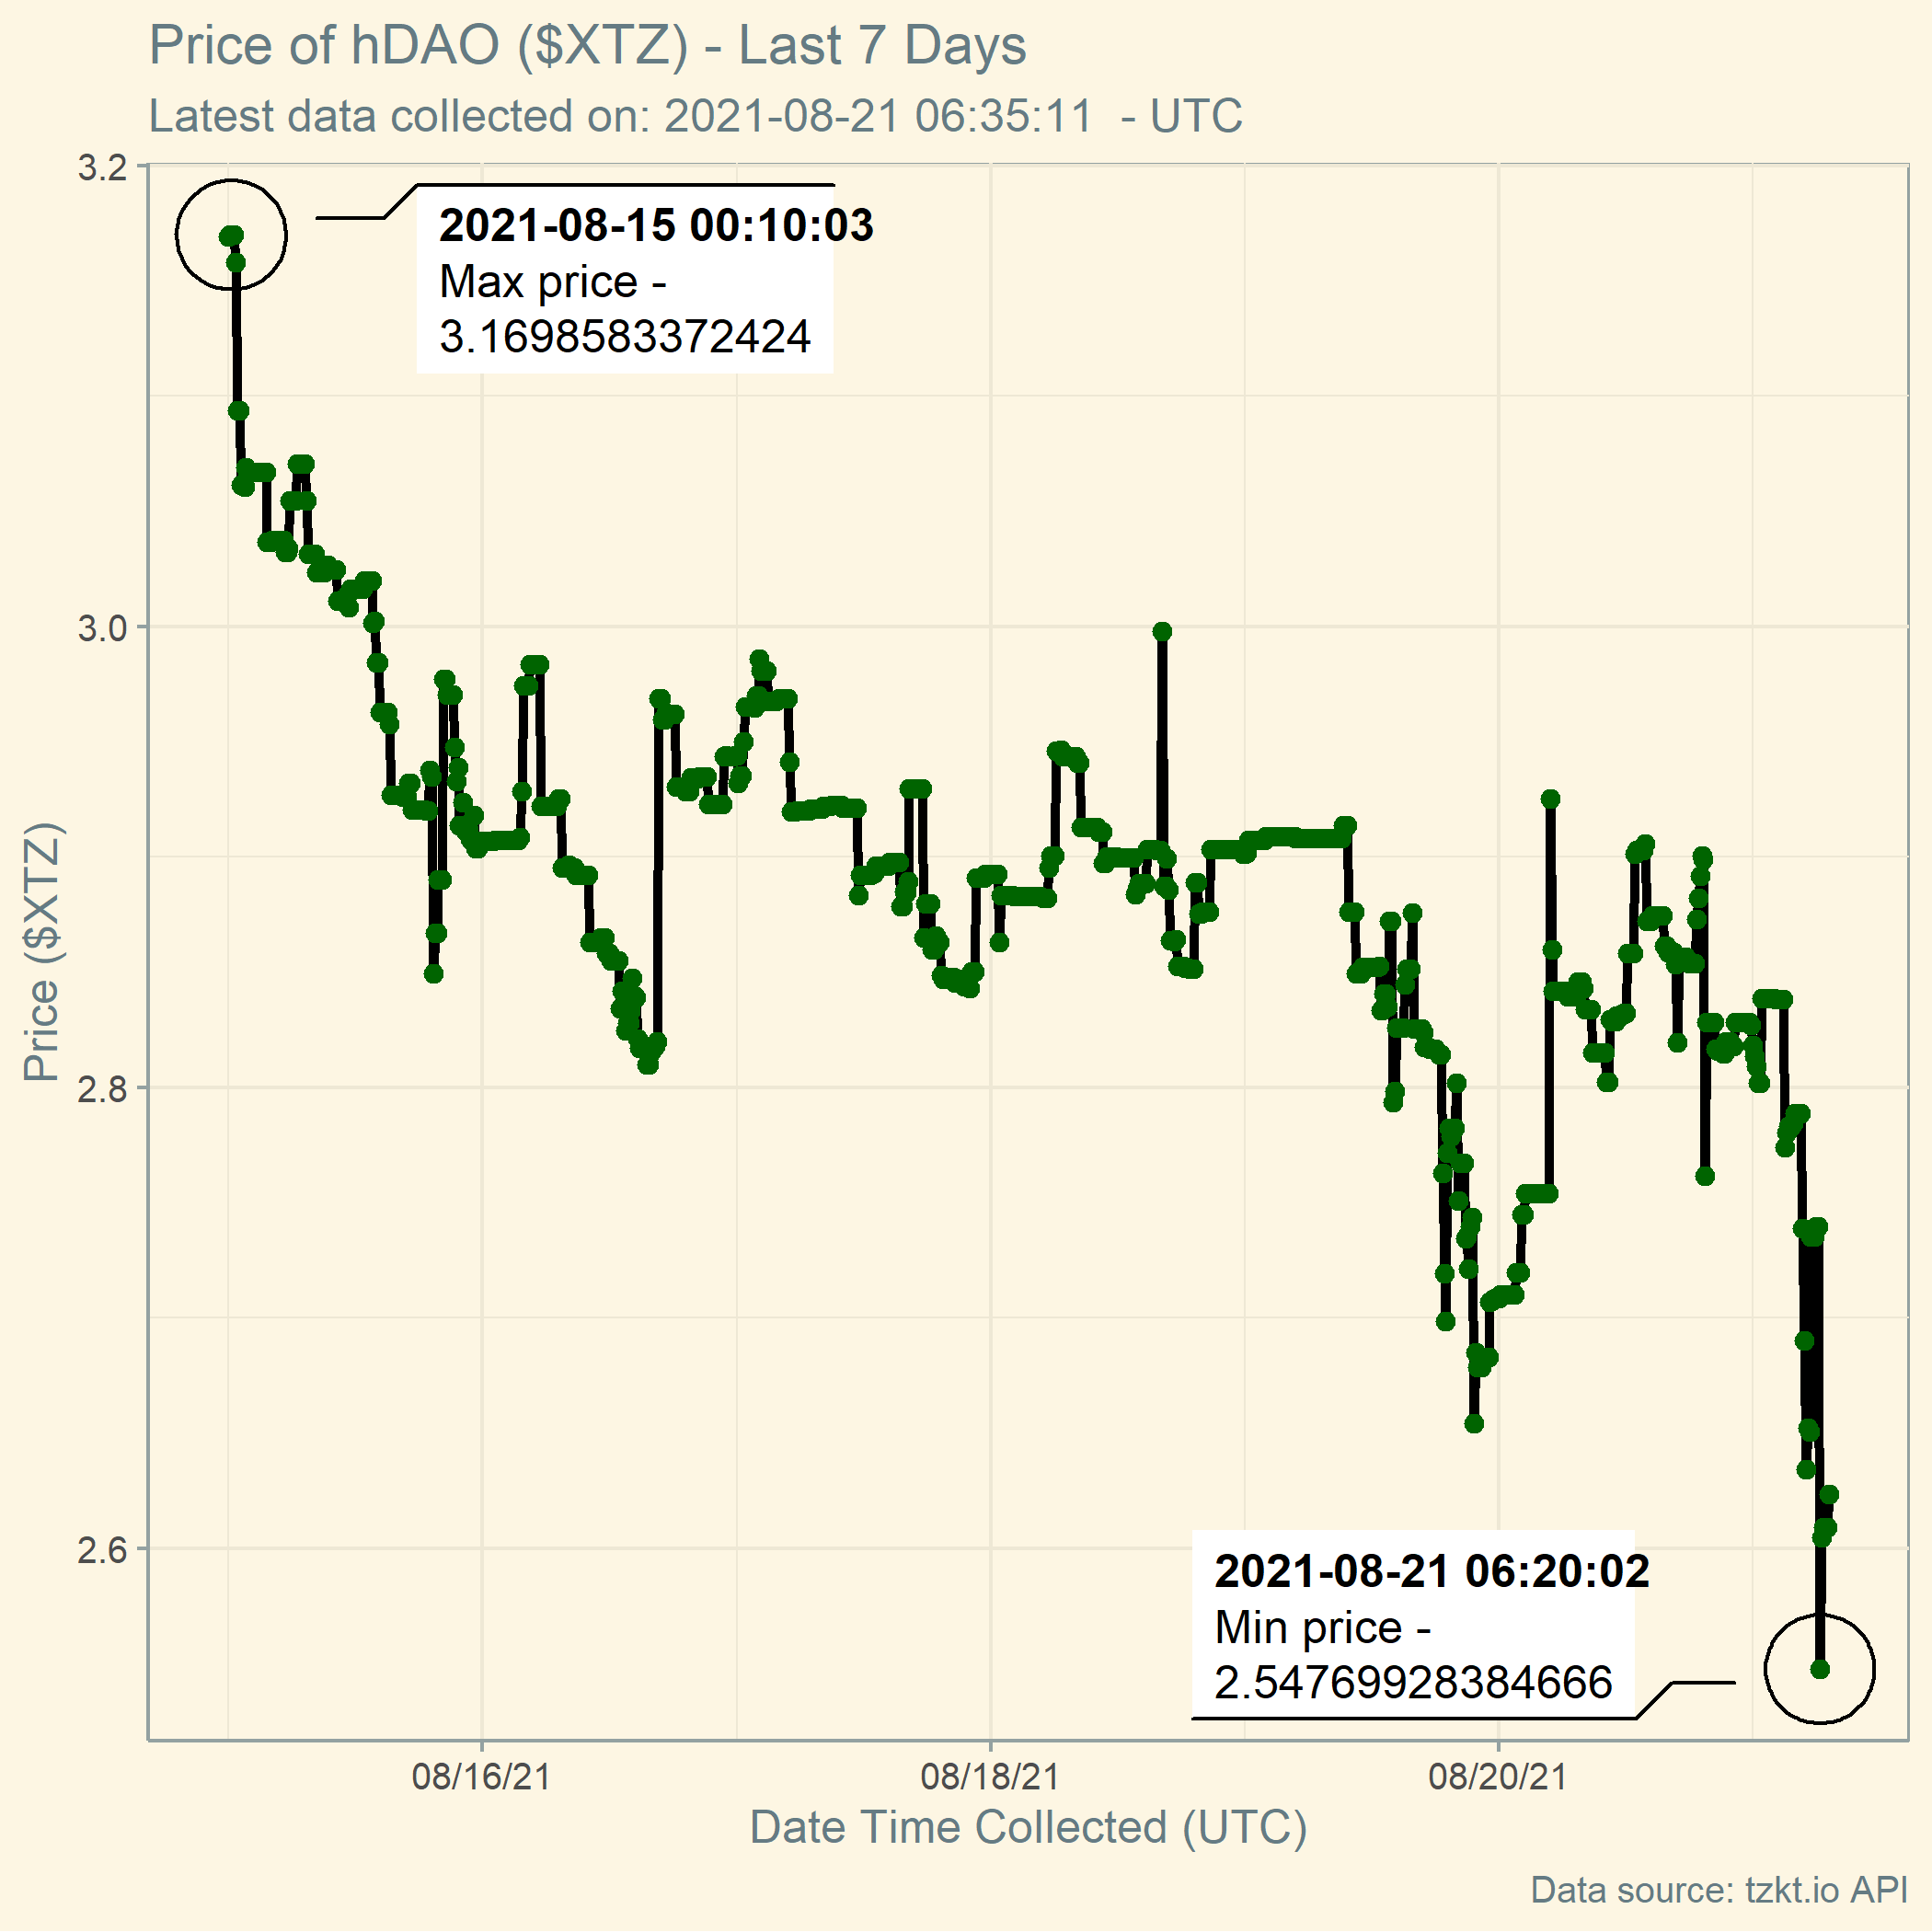 Price of hDAO ($XTZ) - Last 7 Days
Latest data collected on: 2021-08-21 06:35:11  - UTC
3.2
2021-08-15 00:10:03
Max price -
3.1698583372424
3.0
Price ($XTZ)
2.8
2.6
2021-08-21 06:20:02
Min price -
2.54769928384666
08/16/21
08/18/21
08/20/21
Date Time Collected (UTC)
Data source: tzkt.io API